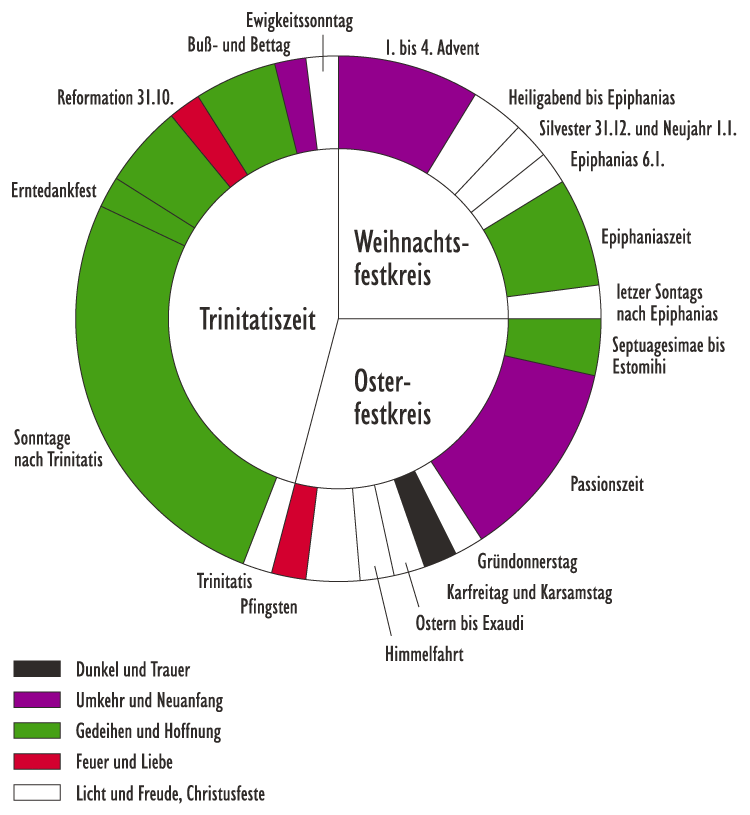 Ewigkeitssonntag
Buß- und Bettag
1. bis 4. Advent
Reformation 31.10.
Heiligabend bis Epiphanias
Silvester 31.12. und Neujahr 1.1.
Epiphanias 6.1.
Erntedankfest
Weihnachts-
festkreis
Epiphaniaszeit
letzer Sontags
nach Epiphanias
Trinitatiszeit
Septuagesimae bis
Estomihi
Oster-
festkreis
Sonntage
nach Trinitatis
Passionszeit
Gründonnerstag
Trinitatis
Karfreitag und Karsamstag
Pfingsten
Ostern bis Exaudi
Himmelfahrt
Dunkel und Trauer
Umkehr und Neuanfang
Gedeihen und Hoffnung
Feuer und Liebe
Licht und Freude, Christusfeste